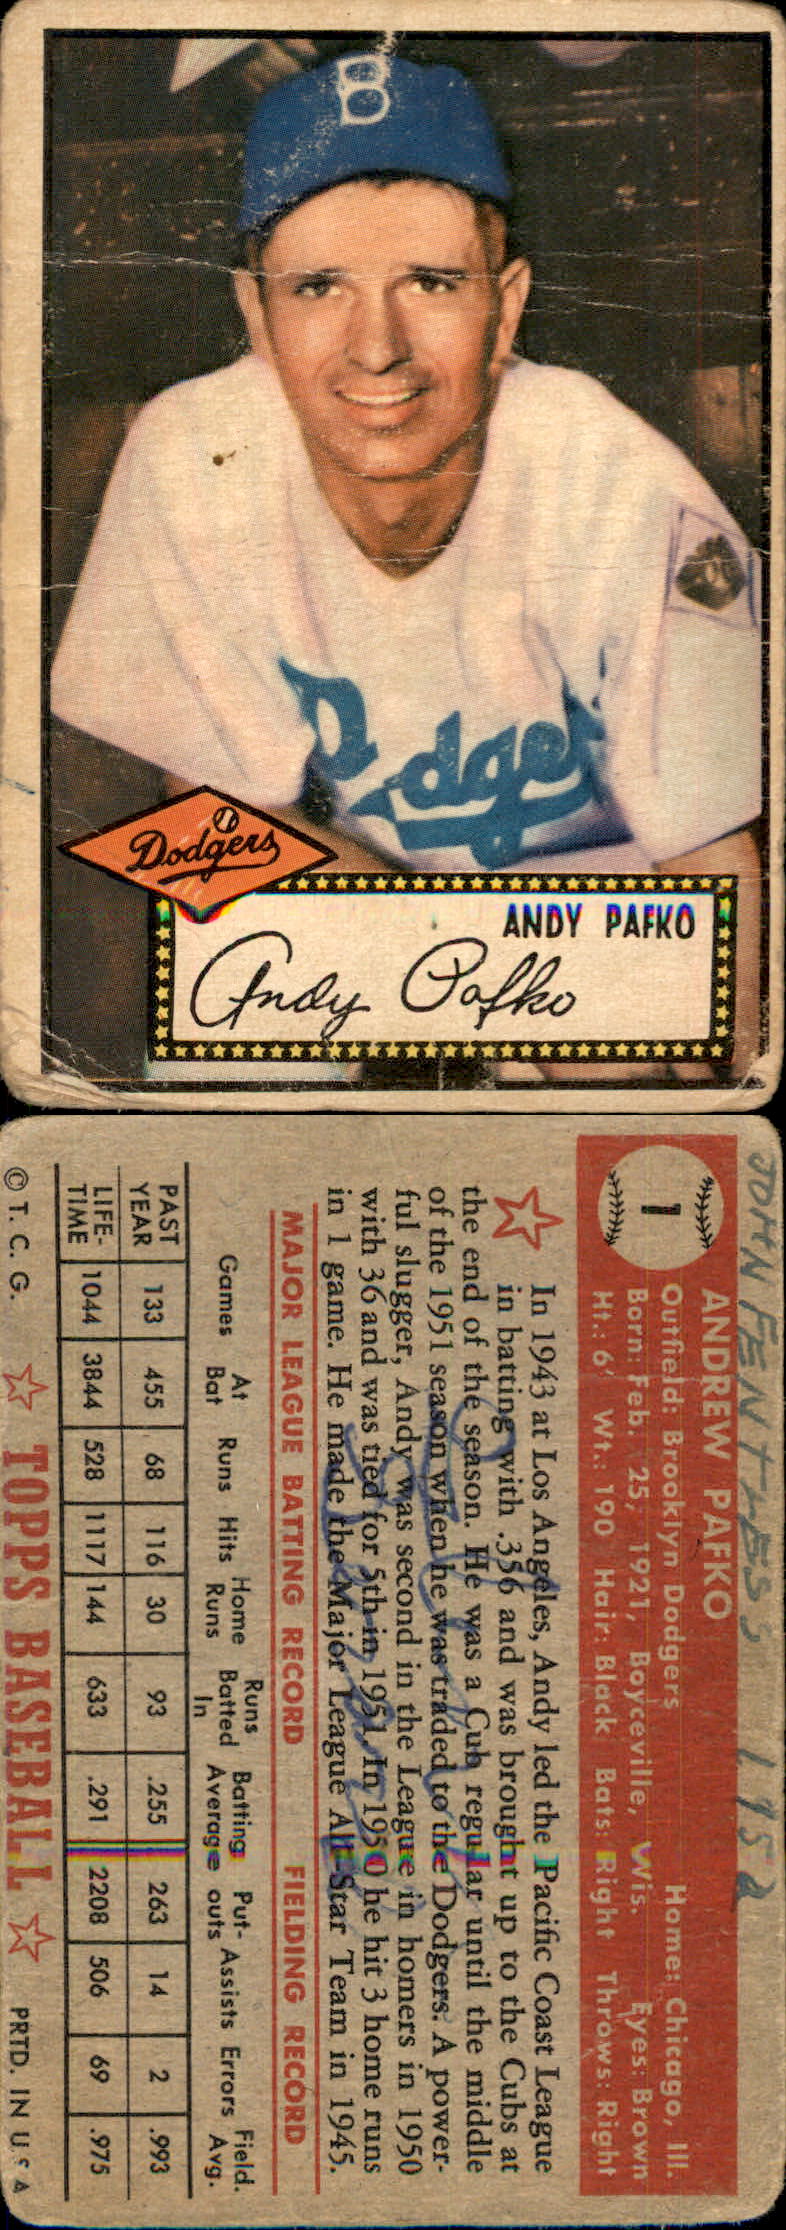 B
Dodgers
Dodgers
ANDY PAFKO
Andy Pafko
JOHN FENTLESS 1952
1
ANDREW PAFKO
Outfield: Brooklyn Dodgers Home: Chicago, Ill.
Born: Feb. 25, 1921, Boyceville, Wis. Eyes: Brown
Ht.: 6' Wt.: 190 Hair: Black Bats: Right Throws: Right
In 1943 at Los Angeles, Andy led the Pacific Coast League
in batting with .356 and was brought up to the Cubs at
the end of the season. He was a Cub regular until the middle
of the 1951 season when he was traded to the Dodgers. A power-
ful slugger, Andy was second in the League in homers in 1950
with 36 and was tied for 5th in 1951. In 1950 he hit 3 home runs
in 1 game. He made the Major League All-Star Team in 1945.
MAJOR LEAGUE BATTING RECORD FIELDING RECORD
Games At Bat Runs Hits Home Runs Runs Batted In Batting Average Put-outs Assists Errors Field. Avg.
PAST YEAR 133 455 68 116 30 93 .255 263 14 2 .993
LIFE-TIME 1044 3844 528 1117 144 633 .291 2208 506 69 .975
© T. C. G. TOPPS BASEBALL PRTD. IN U.S.A.